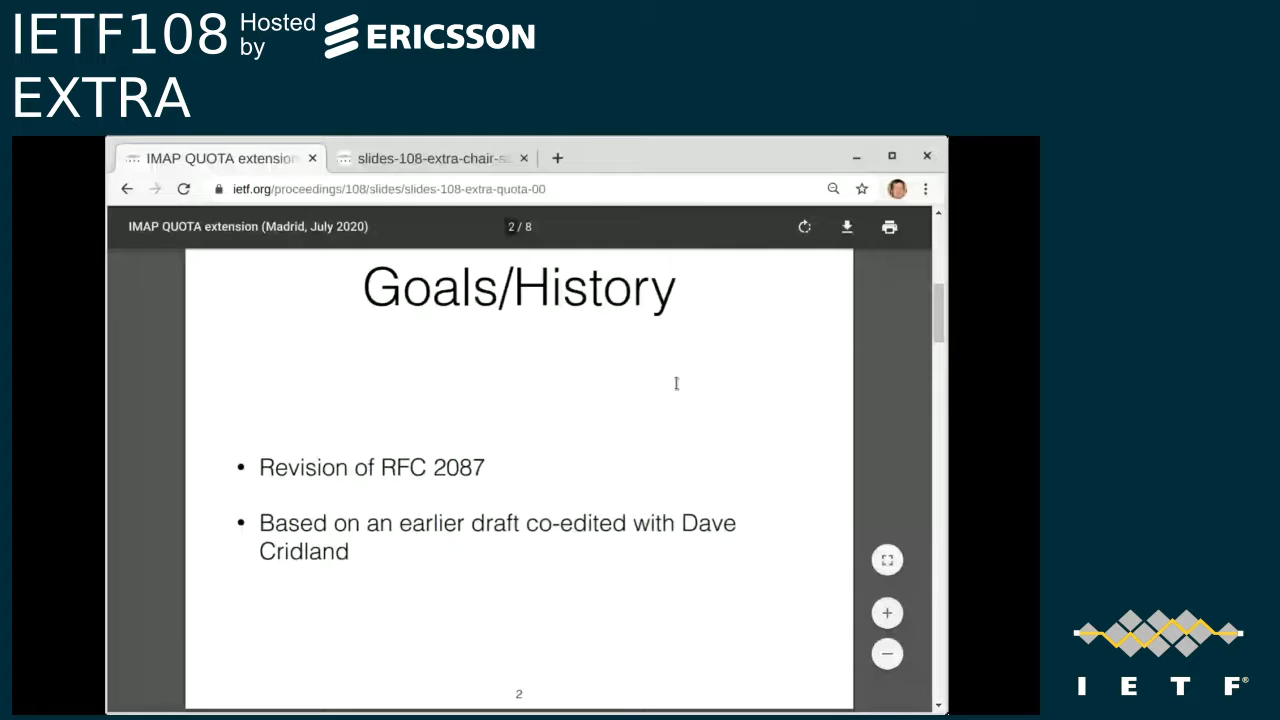 IETF108 Hosted by ERICSSON
EXTRA
IMAP QUOTA extension
slides-108-extra-chair-s
ietf.org/proceedings/108/slides/slides-108-extra-quota-00
IMAP QUOTA extension (Madrid, July 2020)
2 / 8
Goals/History
• Revision of RFC 2087
• Based on an earlier draft co-edited with Dave
Cridland
2
I E T F®